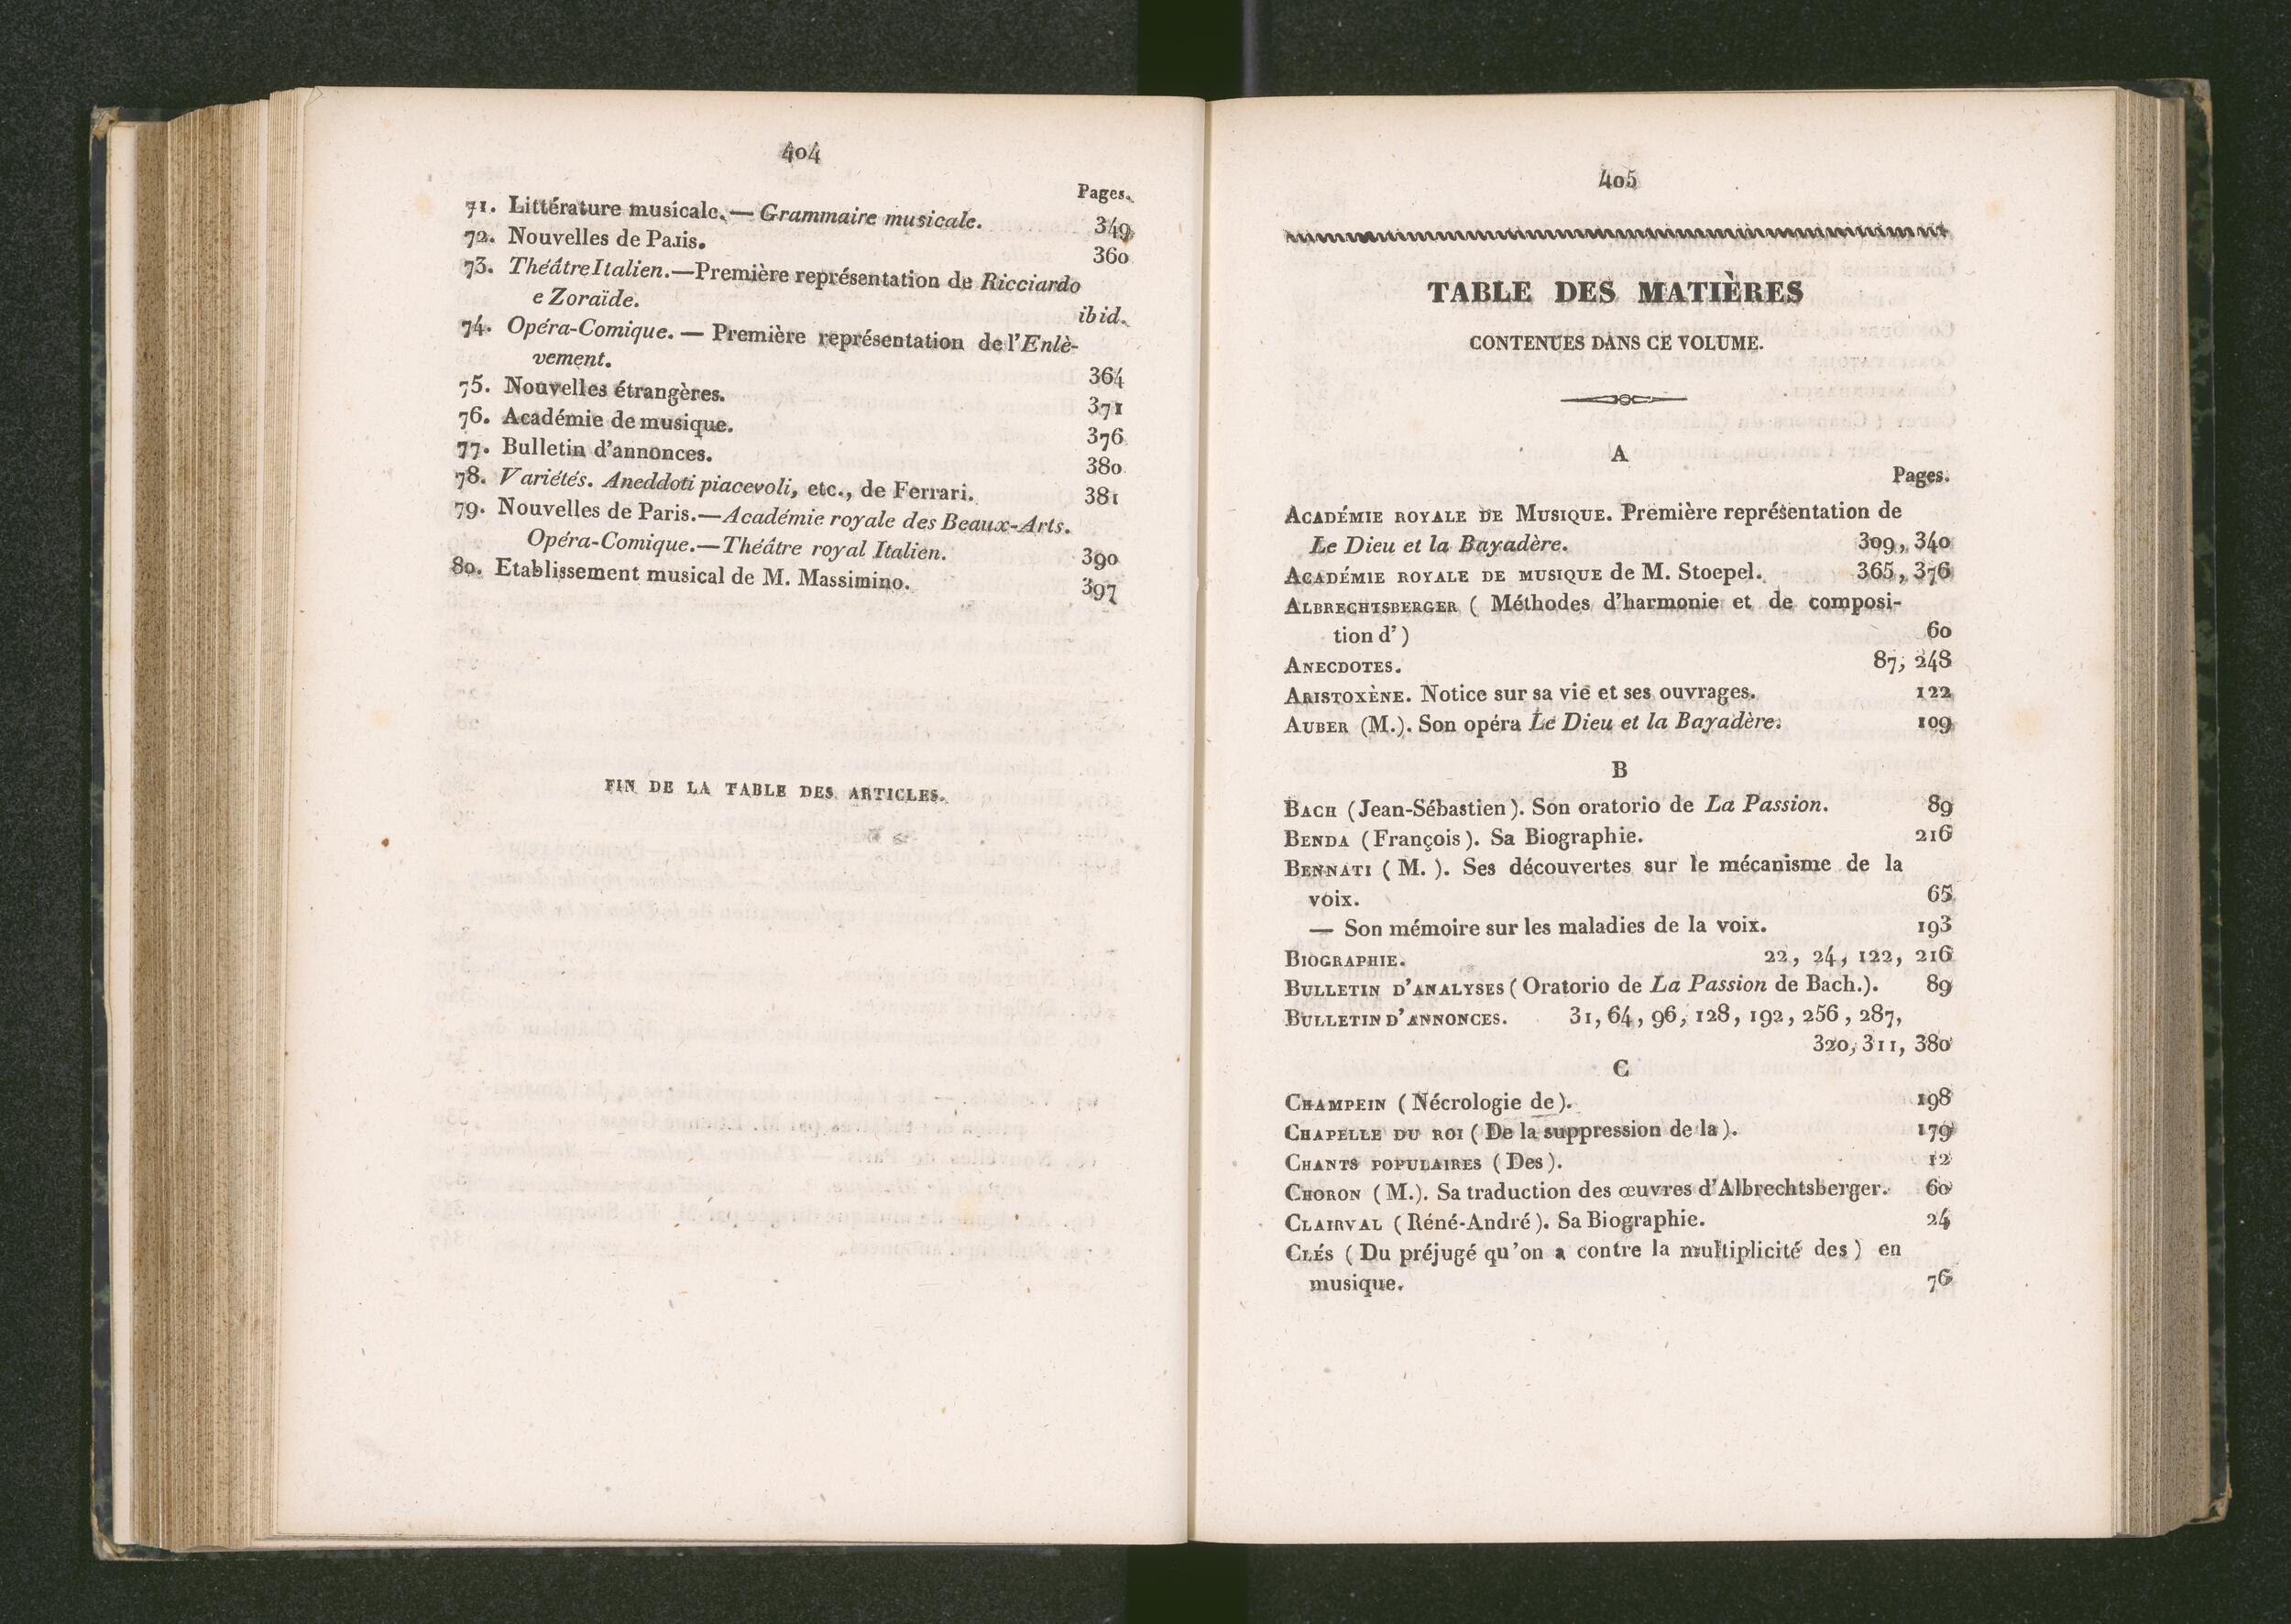 404
Pages.
71. Littérature musicale. — Grammaire musicale. 349
72. Nouvelles de Paris. 360
73. Théâtre Italien. — Première représentation de Ricciardo
e Zoraïde. ibid.
74. Opéra-Comique. — Première représentation de l'Enlè-
vement. 364
75. Nouvelles étrangères. 371
76. Académie de musique. 376
77. Bulletin d'annonces. 380
78. Variétés. Aneddoti piacevoli, etc., de Ferrari. 381
79. Nouvelles de Paris. — Académie royale des Beaux-Arts.
Opéra-Comique. — Théâtre royal Italien. 390
80. Etablissement musical de M. Massimino. 397
FIN DE LA TABLE DES ARTICLES.
405
TABLE DES MATIÈRES
CONTENUES DANS CE VOLUME.
A
Pages.
ACADÉMIE ROYALE DE MUSIQUE. Première représentation de
Le Dieu et la Bayadère. 309, 340
ACADÉMIE ROYALE DE MUSIQUE de M. Stoepel. 365, 376
ALBRECHTSBERGER ( Méthodes d'harmonie et de composi-
tion d' ) 60
ANECDOTES. 87, 248
ARISTOXÈNE. Notice sur sa vie et ses ouvrages. 122
AUBER (M.). Son opéra Le Dieu et la Bayadère. 109
B
BACH (Jean-Sébastien). Son oratorio de La Passion. 89
BENDA (François). Sa Biographie. 216
BENNATI ( M. ). Ses découvertes sur le mécanisme de la
voix. 65
— Son mémoire sur les maladies de la voix. 193
BIOGRAPHIE. 22, 24, 122, 216
BULLETIN D'ANALYSES ( Oratorio de La Passion de Bach.). 89
BULLETIN D'ANNONCES. 31, 64, 96, 128, 192, 256, 287,
320, 311, 380
C
CHAMPEIN ( Nécrologie de ). 198
CHAPELLE DU ROI ( De la suppression de la ). 179
CHANTS POPULAIRES ( Des ). 12
CHORON ( M.). Sa traduction des œuvres d'Albrechtsberger. 60
CLAIRVAL ( Réné-André ). Sa Biographie. 24
CLÉS ( Du préjugé qu'on a contre la multiplicité des ) en
musique. 76